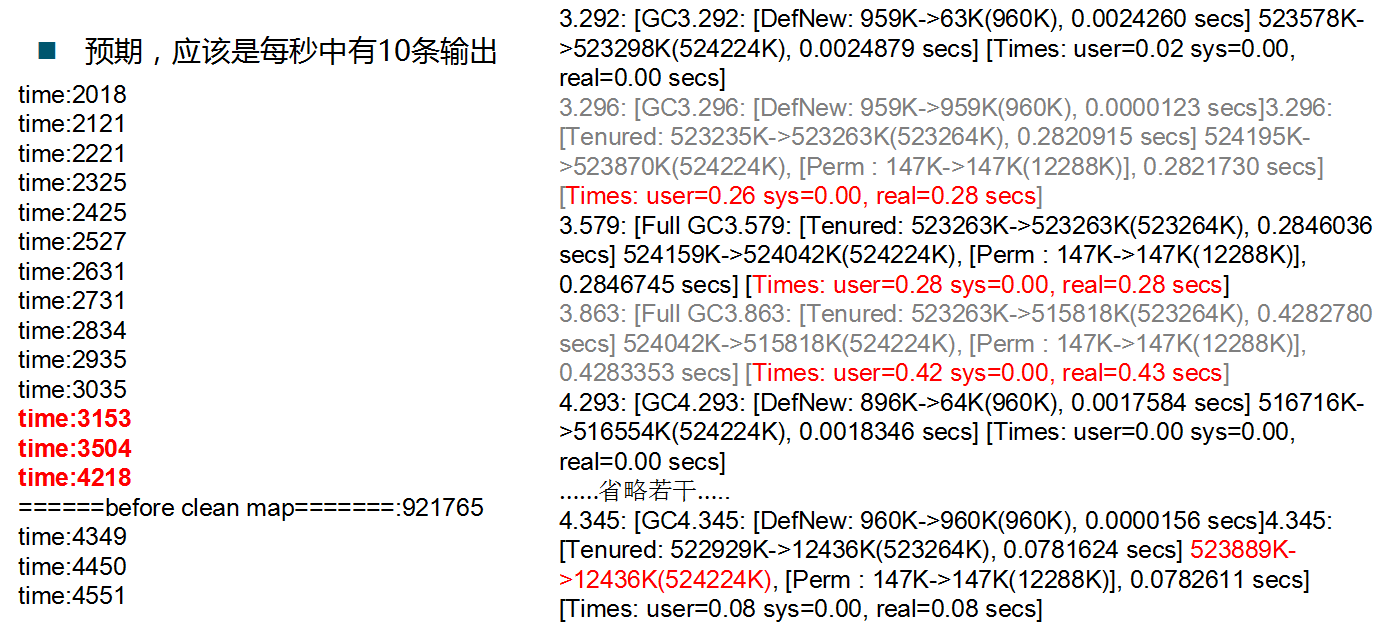 ■ 预期，应该是每秒中有10条输出
time:2018
time:2121
time:2221
time:2325
time:2425
time:2527
time:2631
time:2731
time:2834
time:2935
time:3035
time:3153
time:3504
time:4218
======before clean map=======:921765
time:4349
time:4450
time:4551
3.292: [GC3.292: [DefNew: 959K->63K(960K), 0.0024260 secs] 523578K-
>523298K(524224K), 0.0024879 secs] [Times: user=0.02 sys=0.00,
real=0.00 secs]
3.296: [GC3.296: [DefNew: 959K->959K(960K), 0.0000123 secs]3.296:
[Tenured: 523235K->523263K(523264K), 0.2820915 secs] 524195K-
>523870K(524224K), [Perm : 147K->147K(12288K)], 0.2821730 secs]
[Times: user=0.26 sys=0.00, real=0.28 secs]
3.579: [Full GC3.579: [Tenured: 523263K->523263K(523264K), 0.2846036
secs] 524159K->524042K(524224K), [Perm : 147K->147K(12288K)],
0.2846745 secs] [Times: user=0.28 sys=0.00, real=0.28 secs]
3.863: [Full GC3.863: [Tenured: 523263K->515818K(523264K), 0.4282780
secs] 524042K->515818K(524224K), [Perm : 147K->147K(12288K)],
0.4283353 secs] [Times: user=0.42 sys=0.00, real=0.43 secs]
4.293: [GC4.293: [DefNew: 896K->64K(960K), 0.0017584 secs] 516716K-
>516554K(524224K), 0.0018346 secs] [Times: user=0.00 sys=0.00,
real=0.00 secs]
......省略若干.....
4.345: [GC4.345: [DefNew: 960K->960K(960K), 0.0000156 secs]4.345:
[Tenured: 522929K->12436K(523264K), 0.0781624 secs] 523889K-
>12436K(524224K), [Perm : 147K->147K(12288K)], 0.0782611 secs]
[Times: user=0.08 sys=0.00, real=0.08 secs]